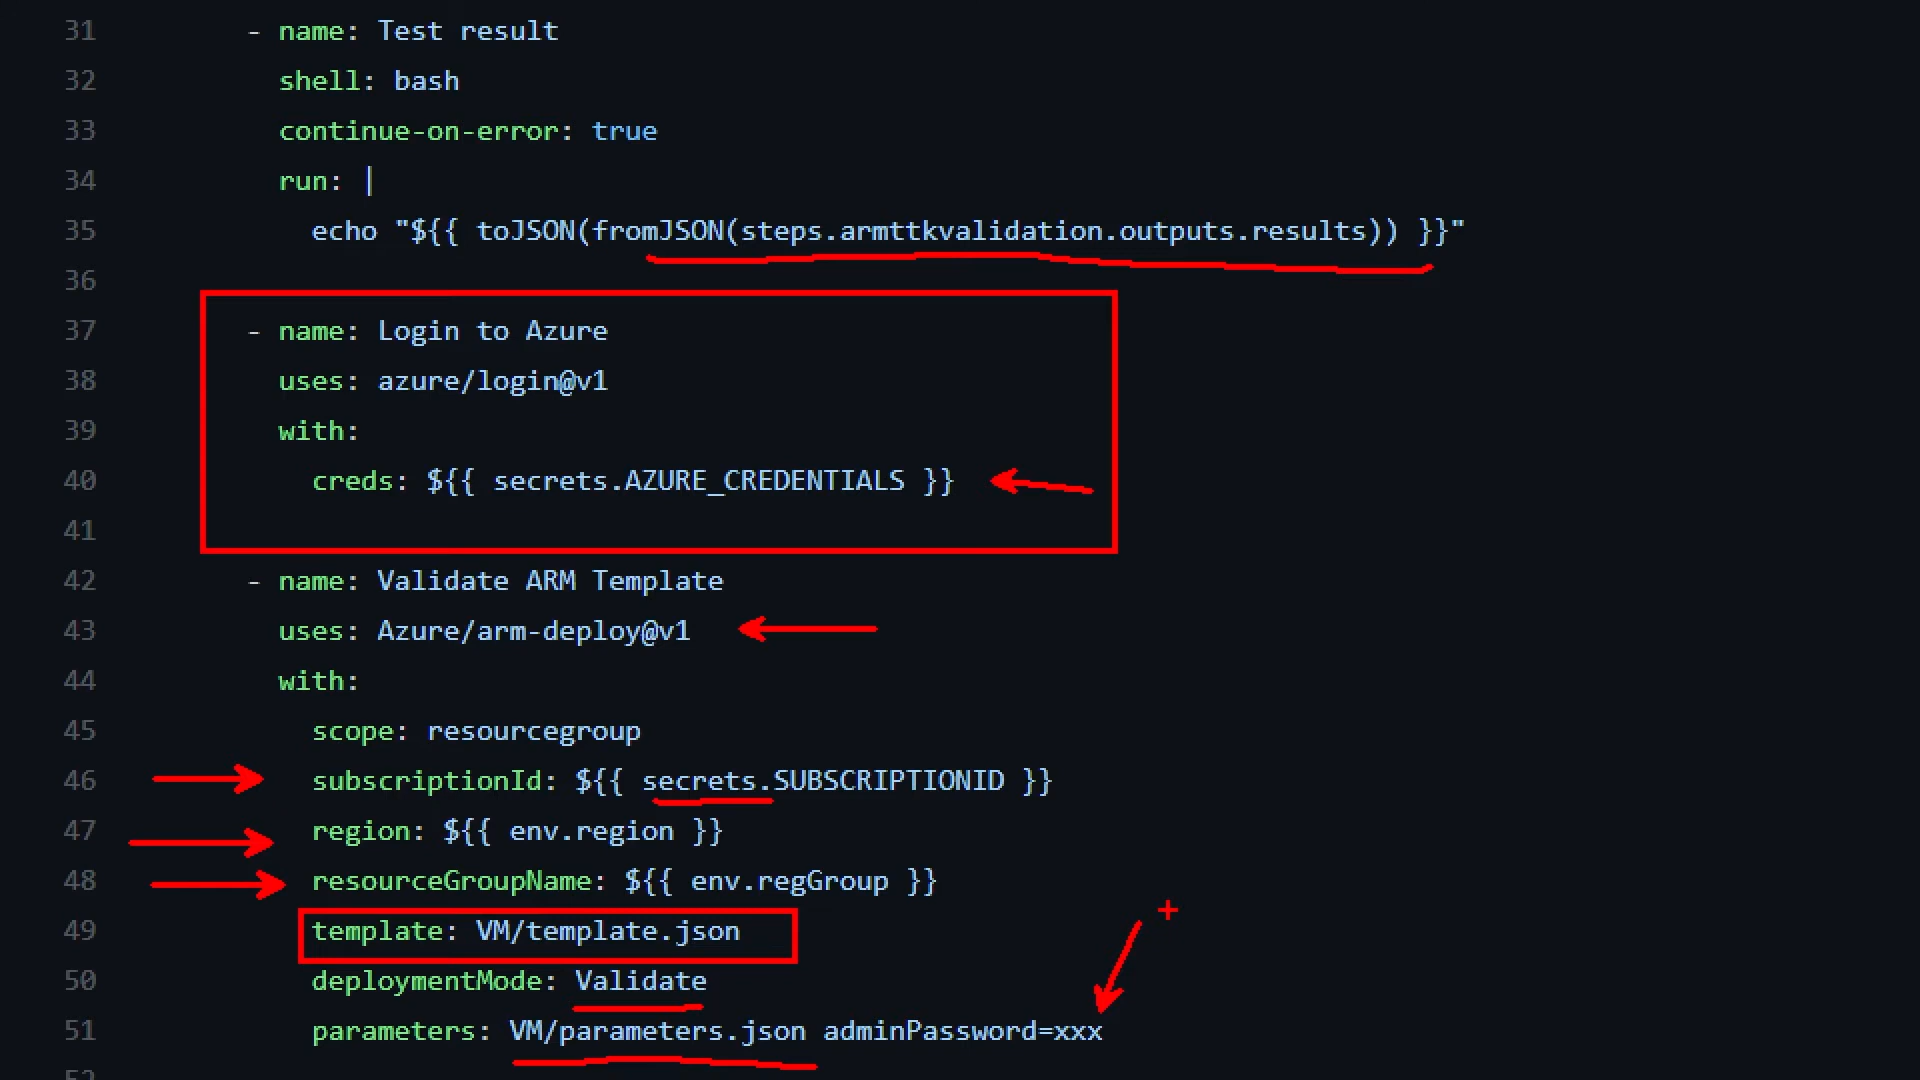 31 - name: Test result
32 shell: bash
33 continue-on-error: true
34 run: |
35 echo "${{ toJSON(fromJSON(steps.armttkvalidation.outputs.results)) }}"
36
37 - name: Login to Azure
38 uses: azure/login@v1
39 with:
40 creds: ${{ secrets.AZURE_CREDENTIALS }}
41
42 - name: Validate ARM Template
43 uses: Azure/arm-deploy@v1
44 with:
45 scope: resourcegroup
46 subscriptionId: ${{ secrets.SUBSCRIPTIONID }}
47 region: ${{ env.region }}
48 resourceGroupName: ${{ env.regGroup }}
49 template: VM/template.json
50 deploymentMode: Validate
51 parameters: VM/parameters.json adminPassword=xxx
52